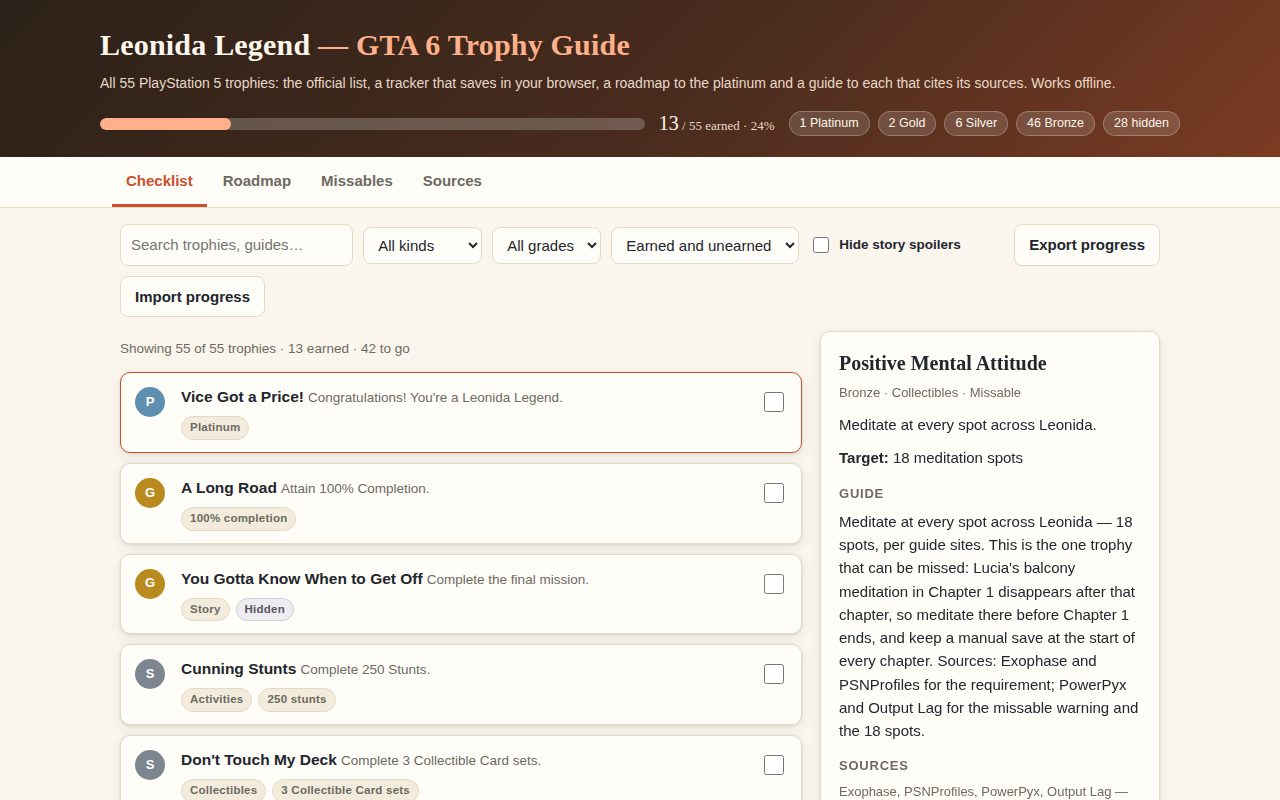 Leonida Legend — GTA 6 Trophy Guide
All 55 PlayStation 5 trophies: the official list, a tracker that saves in your browser, a roadmap to the platinum and a guide to each that cites its sources. Works offline.
13 / 55 earned · 24%
1 Platinum
2 Gold
6 Silver
46 Bronze
28 hidden
Checklist
Roadmap
Missables
Sources
Search trophies, guides…
All kinds
All grades
Earned and unearned
Hide story spoilers
Export progress
Import progress
Showing 55 of 55 trophies · 13 earned · 42 to go
P
Vice Got a Price! Congratulations! You're a Leonida Legend.
Platinum
G
A Long Road Attain 100% Completion.
100% completion
G
You Gotta Know When to Get Off Complete the final mission.
Story
Hidden
S
Cunning Stunts Complete 250 Stunts.
Activities
250 stunts
S
Don't Touch My Deck Complete 3 Collectible Card sets.
Collectibles
3 Collectible Card sets
Positive Mental Attitude
Bronze · Collectibles · Missable
Meditate at every spot across Leonida.
Target: 18 meditation spots
GUIDE
Meditate at every spot across Leonida — 18
spots, per guide sites. This is the one trophy
that can be missed: Lucia's balcony
meditation in Chapter 1 disappears after that
chapter, so meditate there before Chapter 1
ends, and keep a manual save at the start of
every chapter. Sources: Exophase and
PSNProfiles for the requirement; PowerPyx
and Output Lag for the missable warning and
the 18 spots.
SOURCES
Exophase, PSNProfiles, PowerPyx, Output Lag —